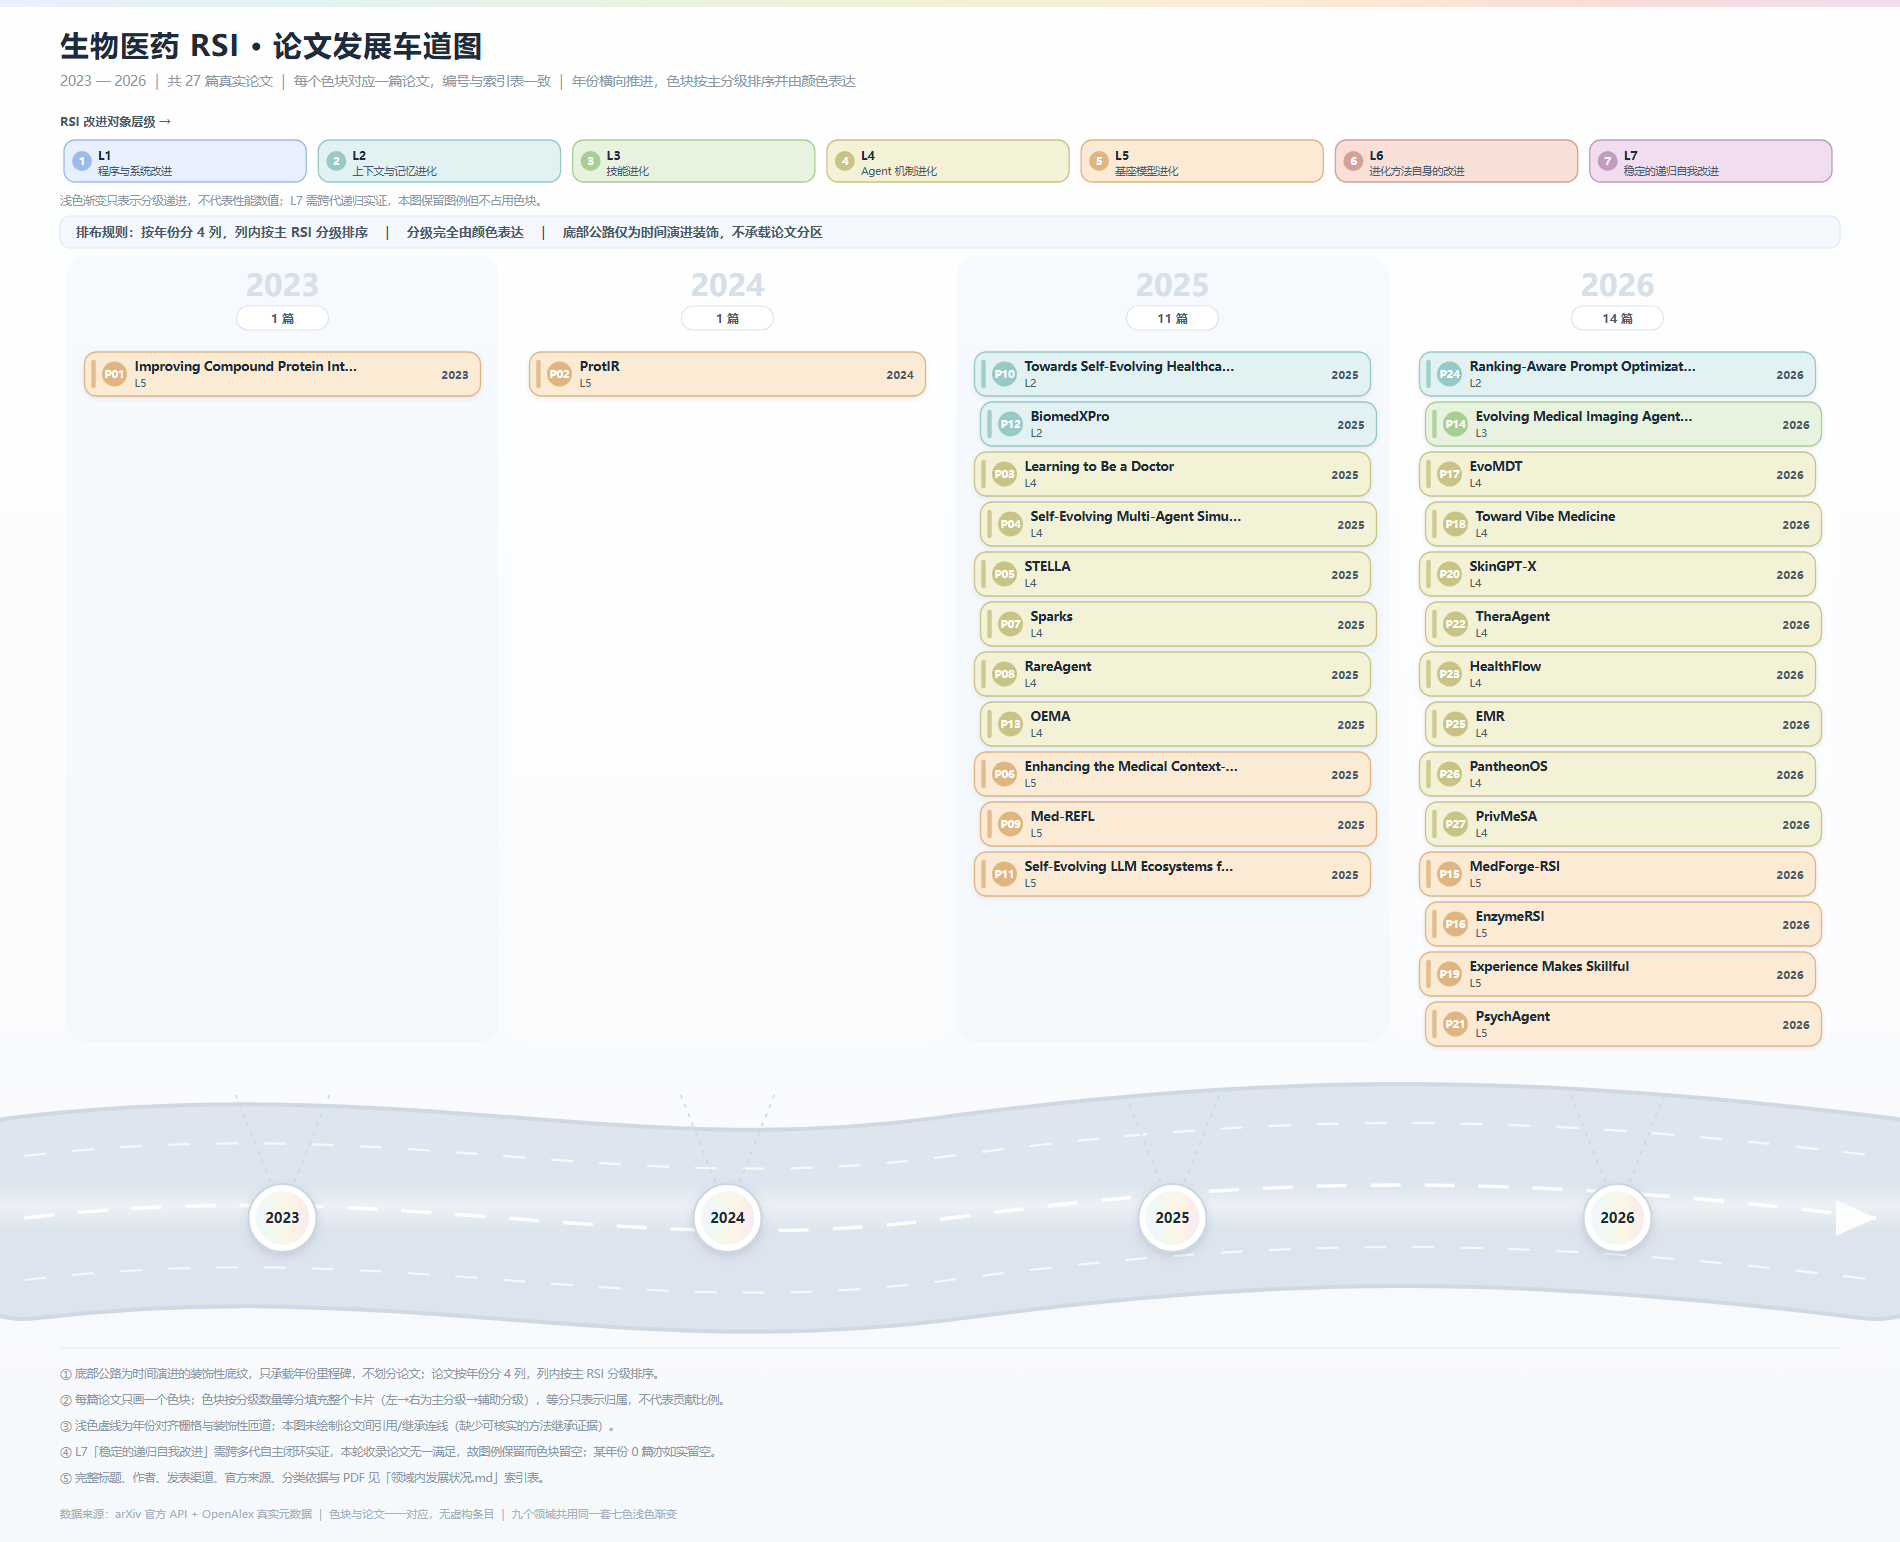 生物医药 RSI · 论文发展车道图
2023 — 2026 | 共 27 篇真实论文 | 每个色块对应一篇论文，编号与索引表一致 | 年份横向推进，色块按主分级排序并由颜色表达
RSI 改进对象层级 →
1 L1 程序与系统改进
2 L2 上下文与记忆进化
3 L3 技能进化
4 L4 Agent 机制进化
5 L5 基座模型进化
6 L6 进化方法自身的改进
7 L7 稳定的递归自我改进
浅色渐变只表示分级递进，不代表性能数值；L7 需跨代递归实证，本图保留图例但不占用色块。
排布规则：按年份分 4 列，列内按主 RSI 分级排序 | 分级完全由颜色表达 | 底部公路仅为时间演进装饰，不承载论文分区
2023
1 篇
P01 Improving Compound Protein Int... 2023
L5
2024
1 篇
P02 ProtIR 2024
L5
2025
11 篇
P10 Towards Self-Evolving Healthca... 2025
L2
P12 BiomedXPro 2025
L2
P03 Learning to Be a Doctor 2025
L4
P04 Self-Evolving Multi-Agent Simu... 2025
L4
P05 STELLA 2025
L4
P07 Sparks 2025
L4
P08 RareAgent 2025
L4
P13 OEMA 2025
L4
P06 Enhancing the Medical Context-... 2025
L5
P09 Med-REFL 2025
L5
P11 Self-Evolving LLM Ecosystems f... 2025
L5
2026
14 篇
P24 Ranking-Aware Prompt Optimizat... 2026
L2
P14 Evolving Medical Imaging Agent... 2026
L3
P17 EvoMDT 2026
L4
P18 Toward Vibe Medicine 2026
L4
P20 SkinGPT-X 2026
L4
P22 TheraAgent 2026
L4
P23 HealthFlow 2026
L4
P25 EMR 2026
L4
P26 PantheonOS 2026
L4
P27 PrivMeSA 2026
L4
P15 MedForge-RSI 2026
L5
P16 EnzymeRSI 2026
L5
P19 Experience Makes Skillful 2026
L5
P21 PsychAgent 2026
L5
2023
2024
2025
2026
① 底部公路为时间演进的装饰性底纹，只承载年份里程碑，不划分论文；论文按年份分 4 列，列内按主 RSI 分级排序。
② 每篇论文只画一个色块；色块按分级数量等分填充整个卡片（左→右为主分级→辅助分级），等分只表示归属，不代表贡献比例。
③ 浅色虚线为年份对齐栅格与装饰性匝道；本图未绘制论文间引用/继承连线（缺少可核实的方法继承证据）。
④ L7「稳定的递归自我改进」需跨多代自主闭环实证，本轮收录论文无一满足，故图例保留而色块留空；某年份 0 篇亦如实留空。
⑤ 完整标题、作者、发表渠道、官方来源、分类依据与 PDF 见「领域内发展状况.md」索引表。
数据来源：arXiv 官方 API + OpenAlex 真实元数据 | 色块与论文一一对应，无虚构条目 | 九个领域共用同一套七色浅色渐变